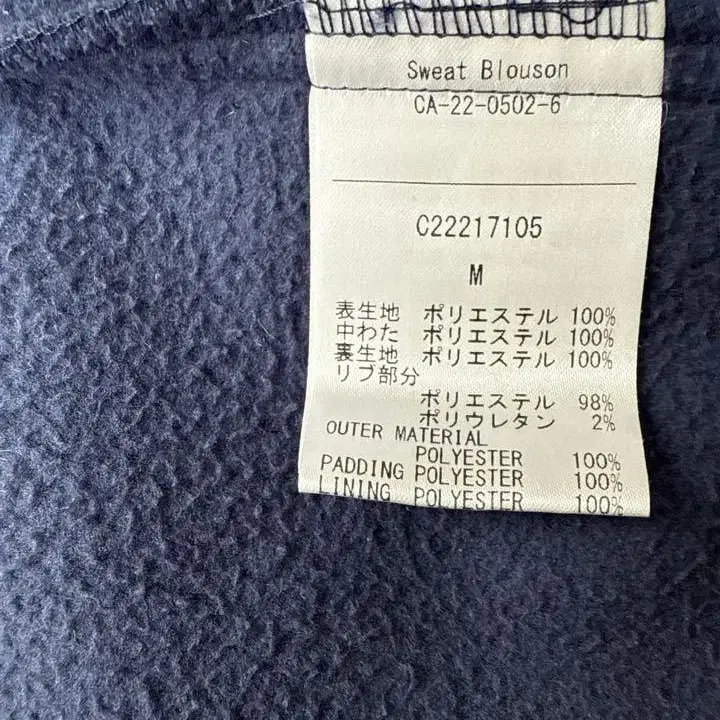 Sweat Blouson
CA-22-0502-6
C22217105
M
表生地 ポリエステル 100%
中わた ポリエステル 100%
裏生地 ポリエステル 100%
リブ部分
ポリエステル 98%
ポリウレタン 2%
OUTER MATERIAL
POLYESTER 100%
PADDING POLYESTER 100%
LINING POLYESTER 100%